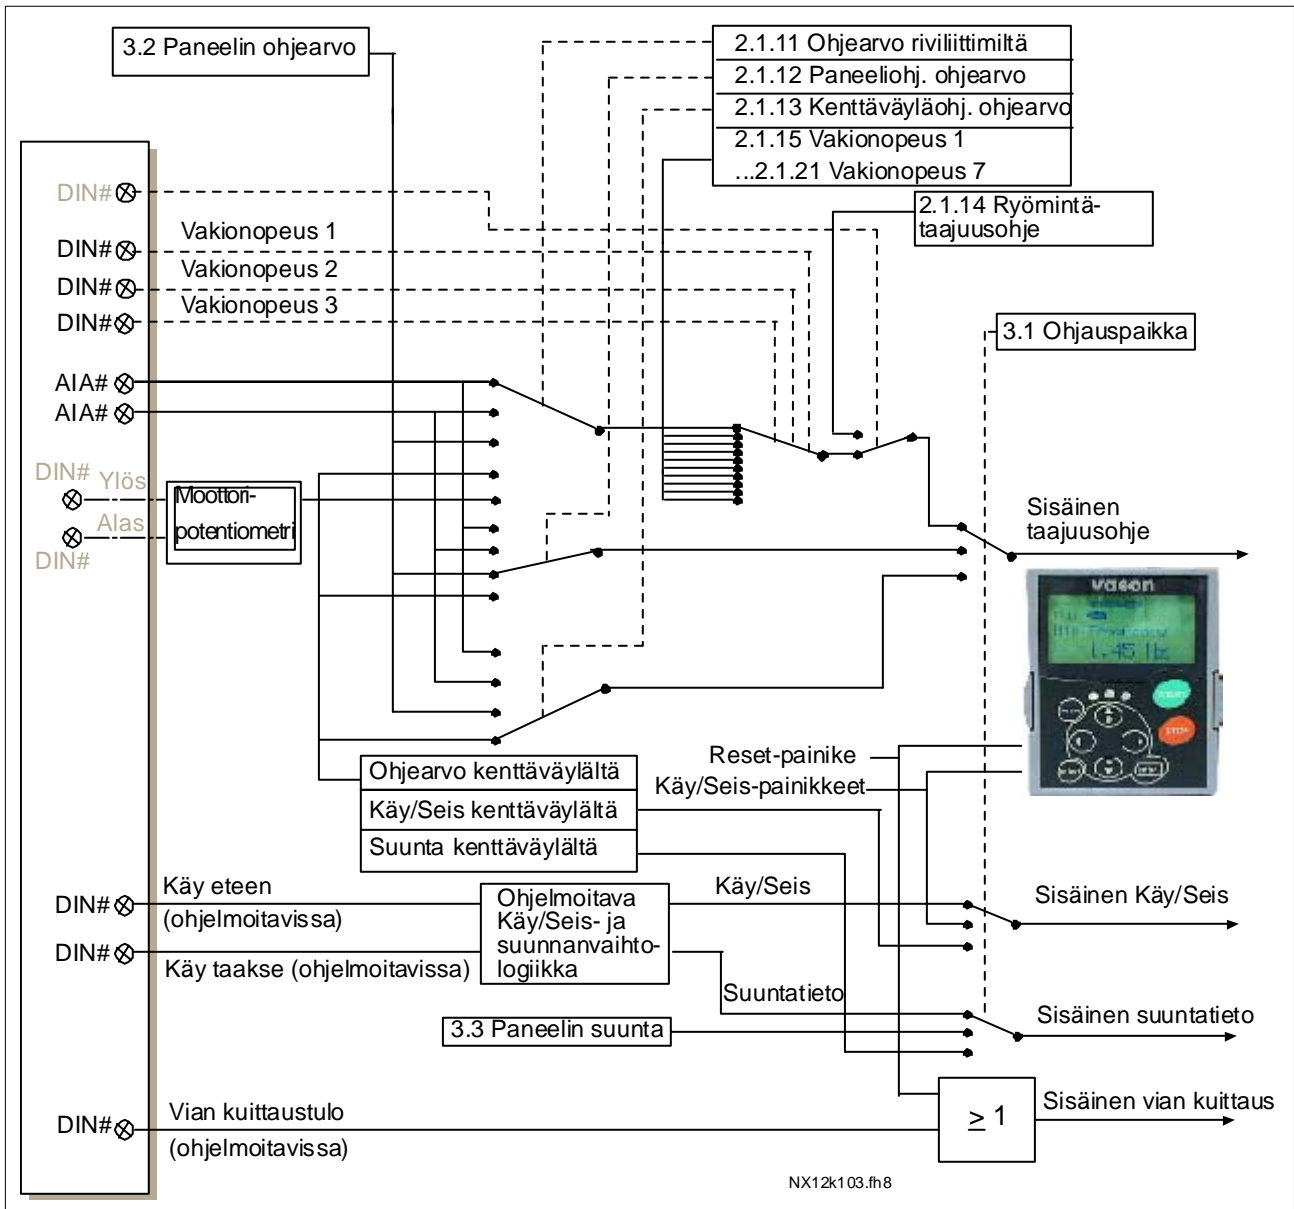 3.2 Paneelin ohjearvo
2.1.11 Ohjearvo riviliittimiltä
2.1.12 Paneeliohj. ohjearvo
2.1.13 Kenttäväyläohj. ohjearvo
2.1.15 Vakionopeus 1
...2.1.21 Vakionopeus 7
2.1.14 Ryömintä-
taajuusohje
3.1 Ohjauspaikka
DIN#
DIN#
Vakionopeus 1
DIN#
Vakionopeus 2
DIN#
Vakionopeus 3
AIA#
AIA#
DIN#
Ylös
Alas
DIN#
Moottori-
potentiometri
Sisäinen
taajuusohje
vacon
1.45 Hz
STOP
Reset-painike
Käy/Seis-painikkeet
Ohjearvo kenttäväylältä
Käy/Seis kenttäväylältä
Suunta kenttäväylältä
DIN#
Käy eteen
(ohjelmoitavissa)
DIN#
Käy taakse (ohjelmoitavissa)
Ohjelmoitava
Käy/Seis- ja
suunnanvaihto-
logiikka
Käy/Seis
Suuntatieto
3.3 Paneelin suunta
Sisäinen Käy/Seis
Sisäinen suuntatieto
DIN#
Vian kuittaustulo
(ohjelmoitavissa)
≥ 1
Sisäinen vian kuittaus
NX12k103.fh8